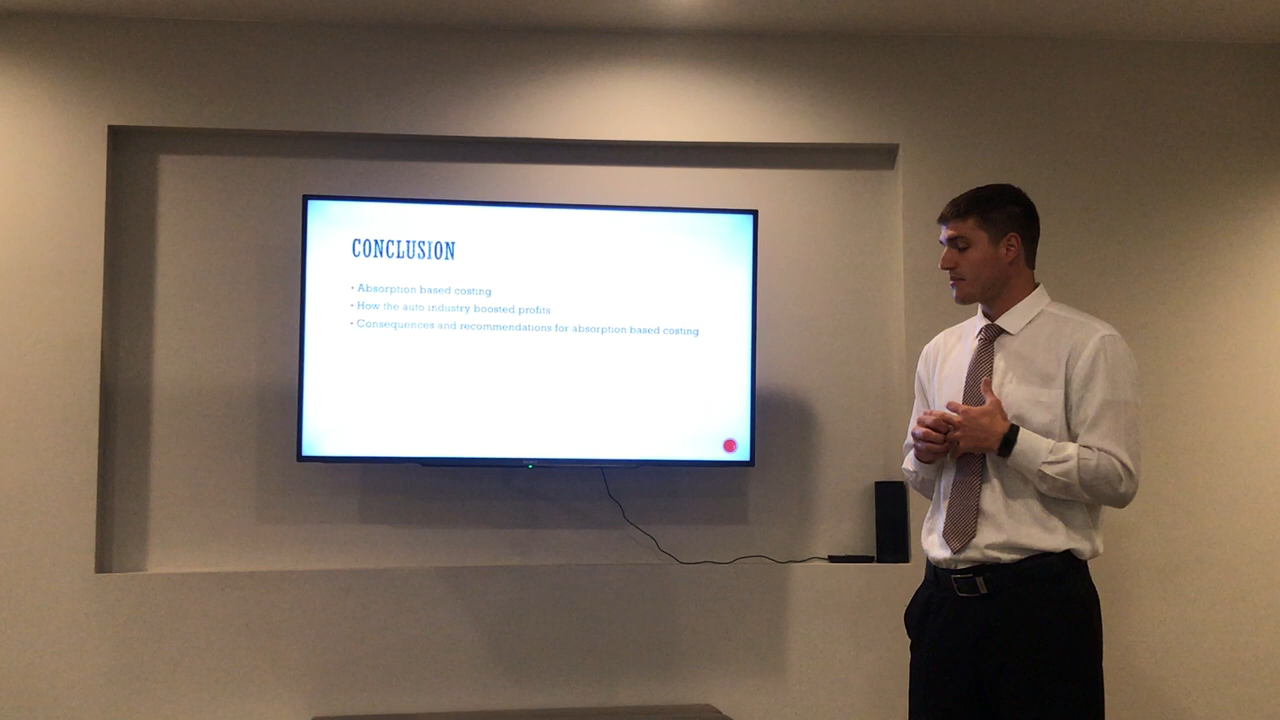 CONCLUSION
• Absorption based costing
• How the auto industry boosted profits
• Consequences and recommendations for absorption based costing